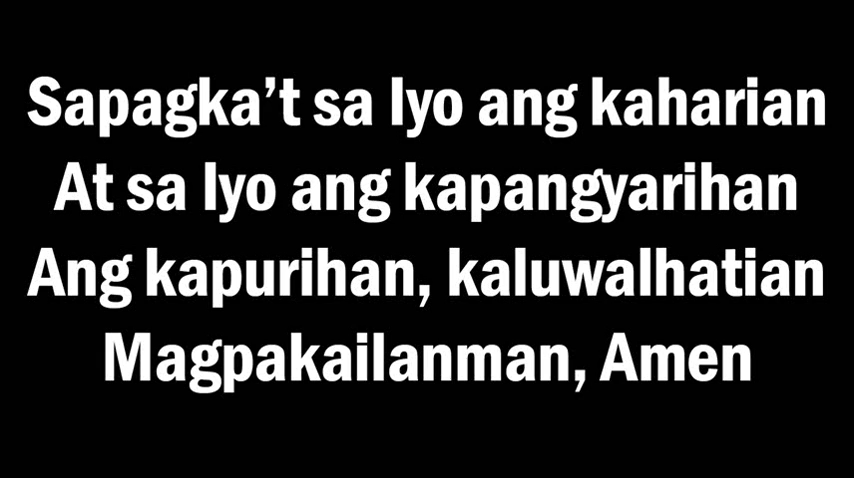 Sapagka’t sa Iyo ang kaharian
At sa Iyo ang kapangyarihan
Ang kapurihan, kaluwalhatian
Magpakailanman, Amen